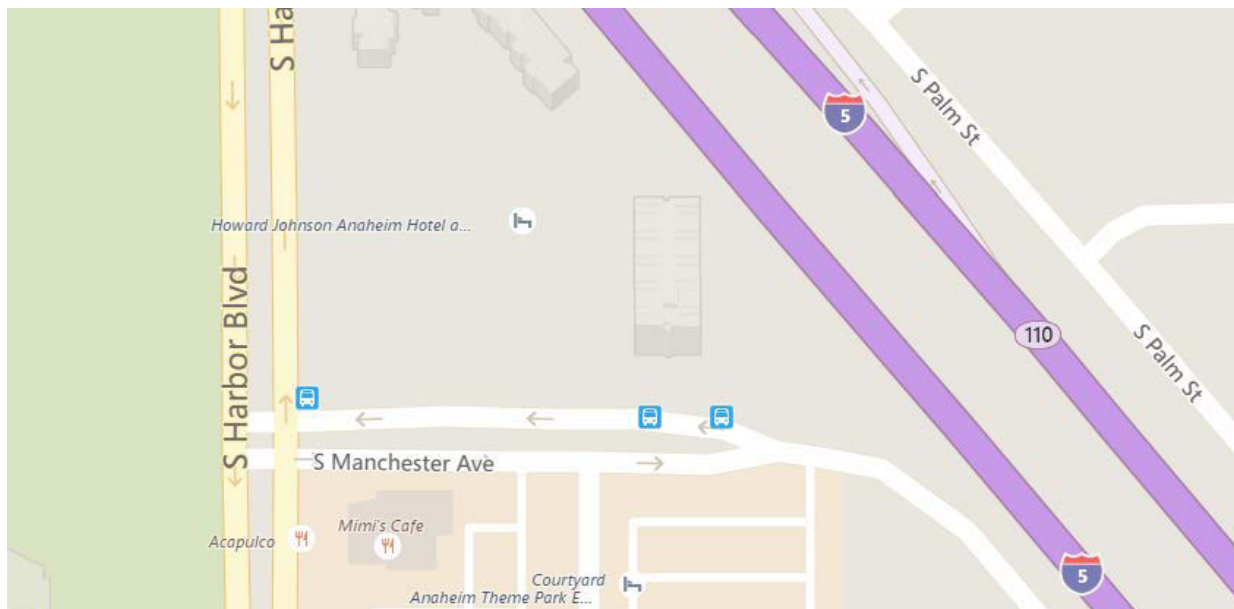 S Ha
S Palm St
5
Howard Johnson Anaheim Hotel a...
S Harbor Blvd
110
S Palm St
S Manchester Ave
Mimi's Cafe
Acapulco
5
Courtyard
Anaheim Theme Park E...